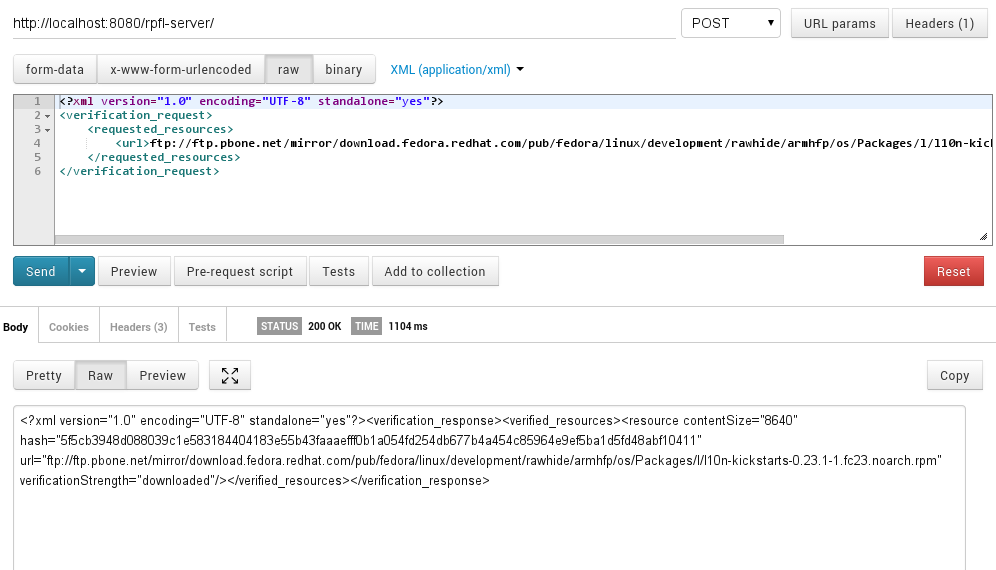 http://localhost:8080/rpfl-server/ POST URL params Headers (1)
form-data x-www-form-urlencoded raw binary XML (application/xml)
1 <?xml version="1.0" encoding="UTF-8" standalone="yes"?>
2 <verification_request>
3 <requested_resources>
4 <url>ftp://ftp.pbone.net/mirror/download.fedora.redhat.com/pub/fedora/linux/development/rawhide/armhfp/os/Packages/l/l10n-kick
5 </requested_resources>
6 </verification_request>
Send Preview Pre-request script Tests Add to collection Reset
Body Cookies Headers (3) Tests STATUS 200 OK TIME 1104 ms
Pretty Raw Preview Copy
<?xml version="1.0" encoding="UTF-8" standalone="yes"?><verification_response><verified_resources><resource contentSize="8640"
hash="5f5cb3948d088039c1e583184404183e55b43faaaefff0b1a054fd254db677b4a454c85964e9ef5ba1d5fd48abf10411"
url="ftp://ftp.pbone.net/mirror/download.fedora.redhat.com/pub/fedora/linux/development/rawhide/armhfp/os/Packages/l/l10n-kickstarts-0.23.1-1.fc23.noarch.rpm"
verificationStrength="downloaded"/></verified_resources></verification_response>